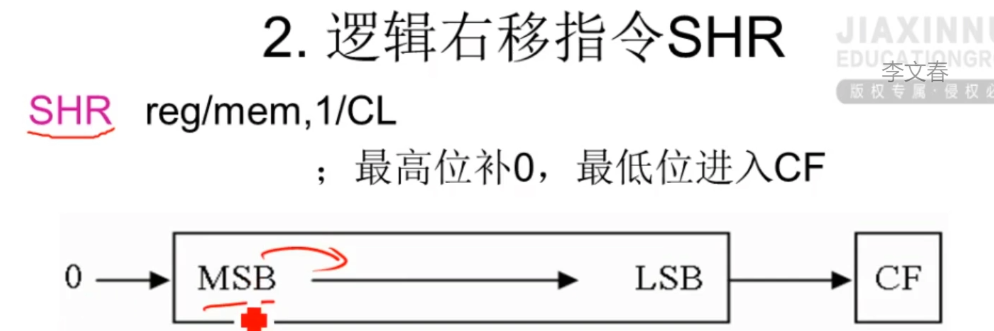 2. 逻辑右移指令SHR
JIAXINNU
EDUCATIONGR
李文春
版权专属·侵权必
SHR reg/mem,1/CL
；最高位补0，最低位进入CF
0 MSB LSB CF